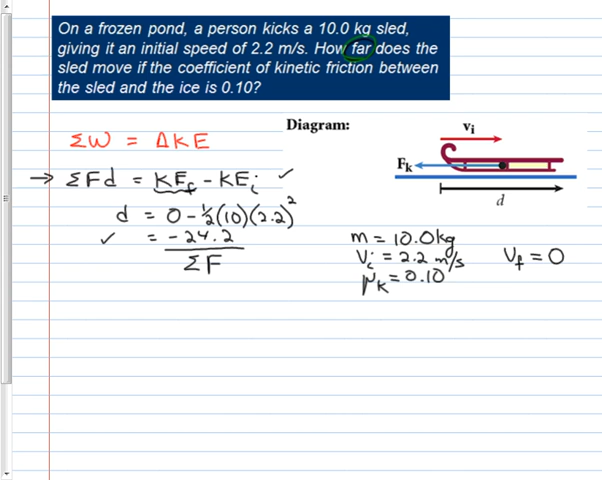 On a frozen pond, a person kicks a 10.0 kg sled,
giving it an initial speed of 2.2 m/s. How far does the
sled move if the coefficient of kinetic friction between
the sled and the ice is 0.10?
Diagram:
ΣW = ΔKE
vi
Fk
d
→ ΣFd = KEf - KEi ✓
d = 0 - ½(10)(2.2)²
✓ = -24.2
ΣF
m = 10.0kg
Vi = 2.2 m/s
Vf = 0
μk = 0.10